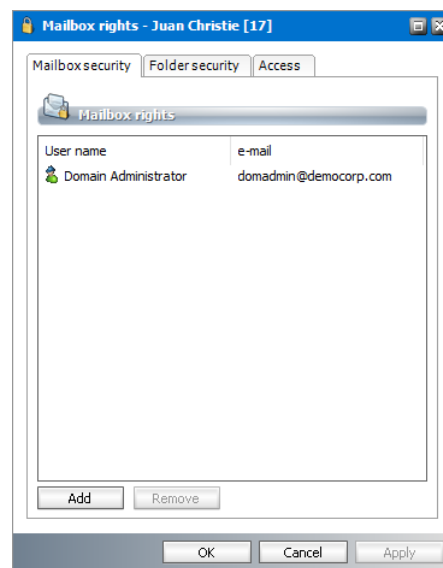 Mailbox rights - Juan Christie [17]
Mailbox security Folder security Access
Mailbox rights
User name e-mail
Domain Administrator domadmin@democorp.com
Add Remove
OK Cancel Apply